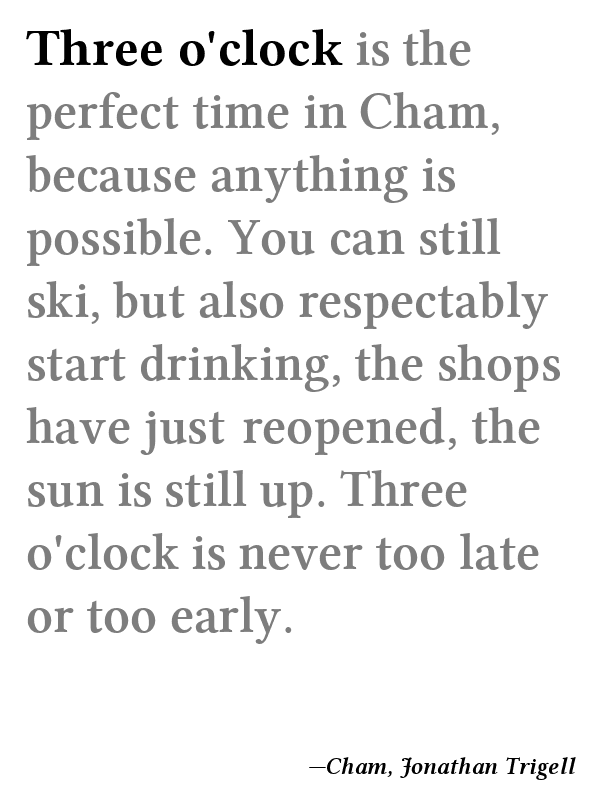 Three o'clock is the
perfect time in Cham,
because anything is
possible. You can still
ski, but also respectably
start drinking, the shops
have just reopened, the
sun is still up. Three
o'clock is never too late
or too early.
—Cham, Jonathan Trigell